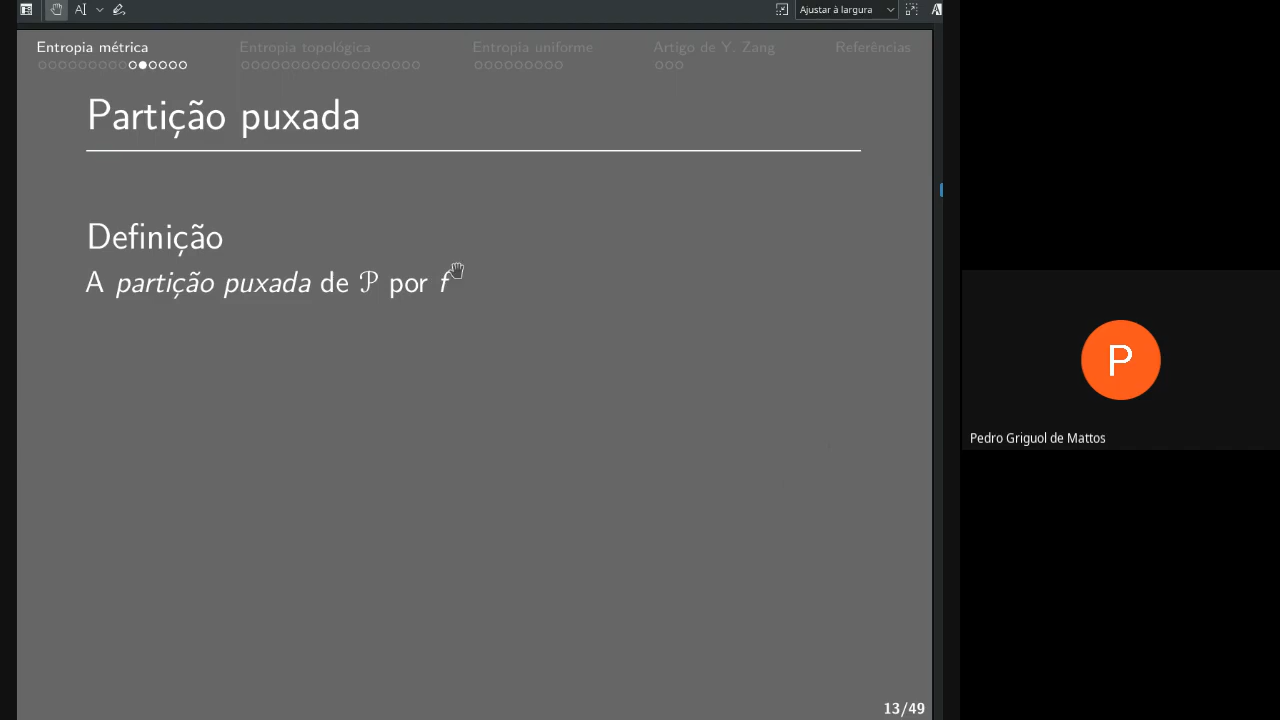 Ajustar à largura
Entropia métrica Entropia topológica Entropia uniforme Artigo de Y. Zang Referências
Partição puxada
Definição
A partição puxada de 𝒫 por f
P
Pedro Griguol de Mattos
13/49